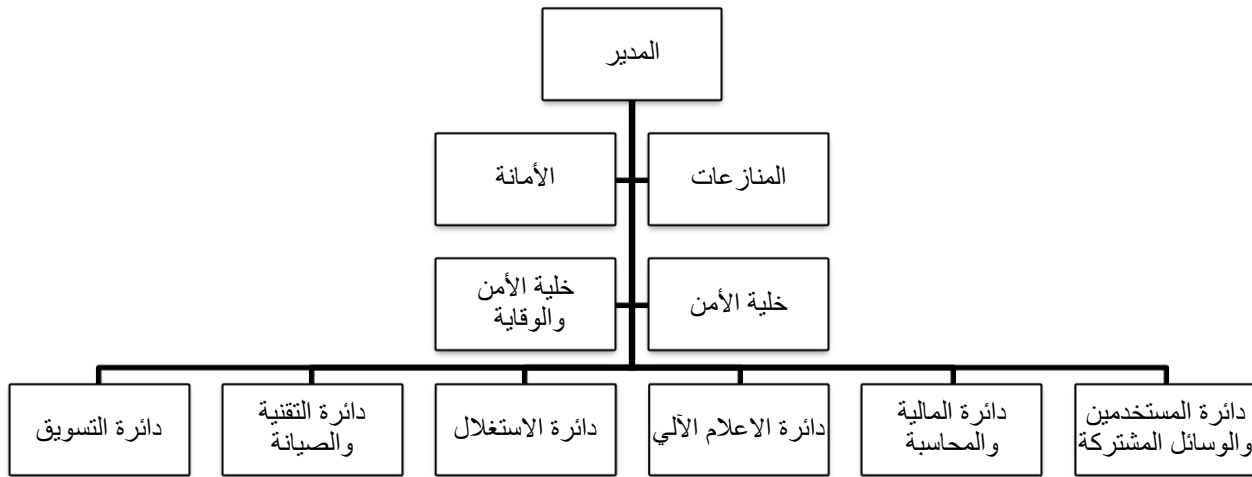 المدير
المنازعات
الأمانة
خلية الأمن
خلية الأمن
والوقاية
دائرة المستخدمين
والوسائل المشتركة
دائرة المالية
والمحاسبة
دائرة الاعلام الآلي
دائرة الاستغلال
دائرة التقنية
والصيانة
دائرة التسويق